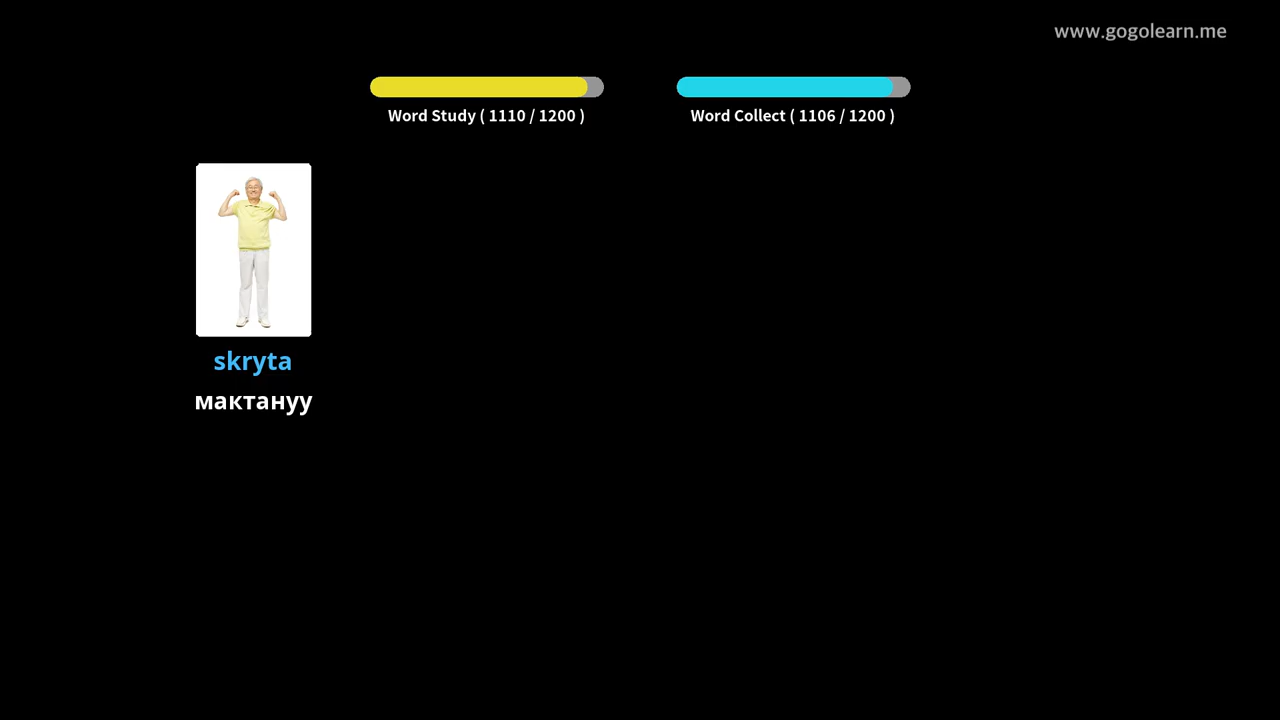 www.gogolearn.me
Word Study ( 1110 / 1200 )
Word Collect ( 1106 / 1200 )
skryta
мактануу